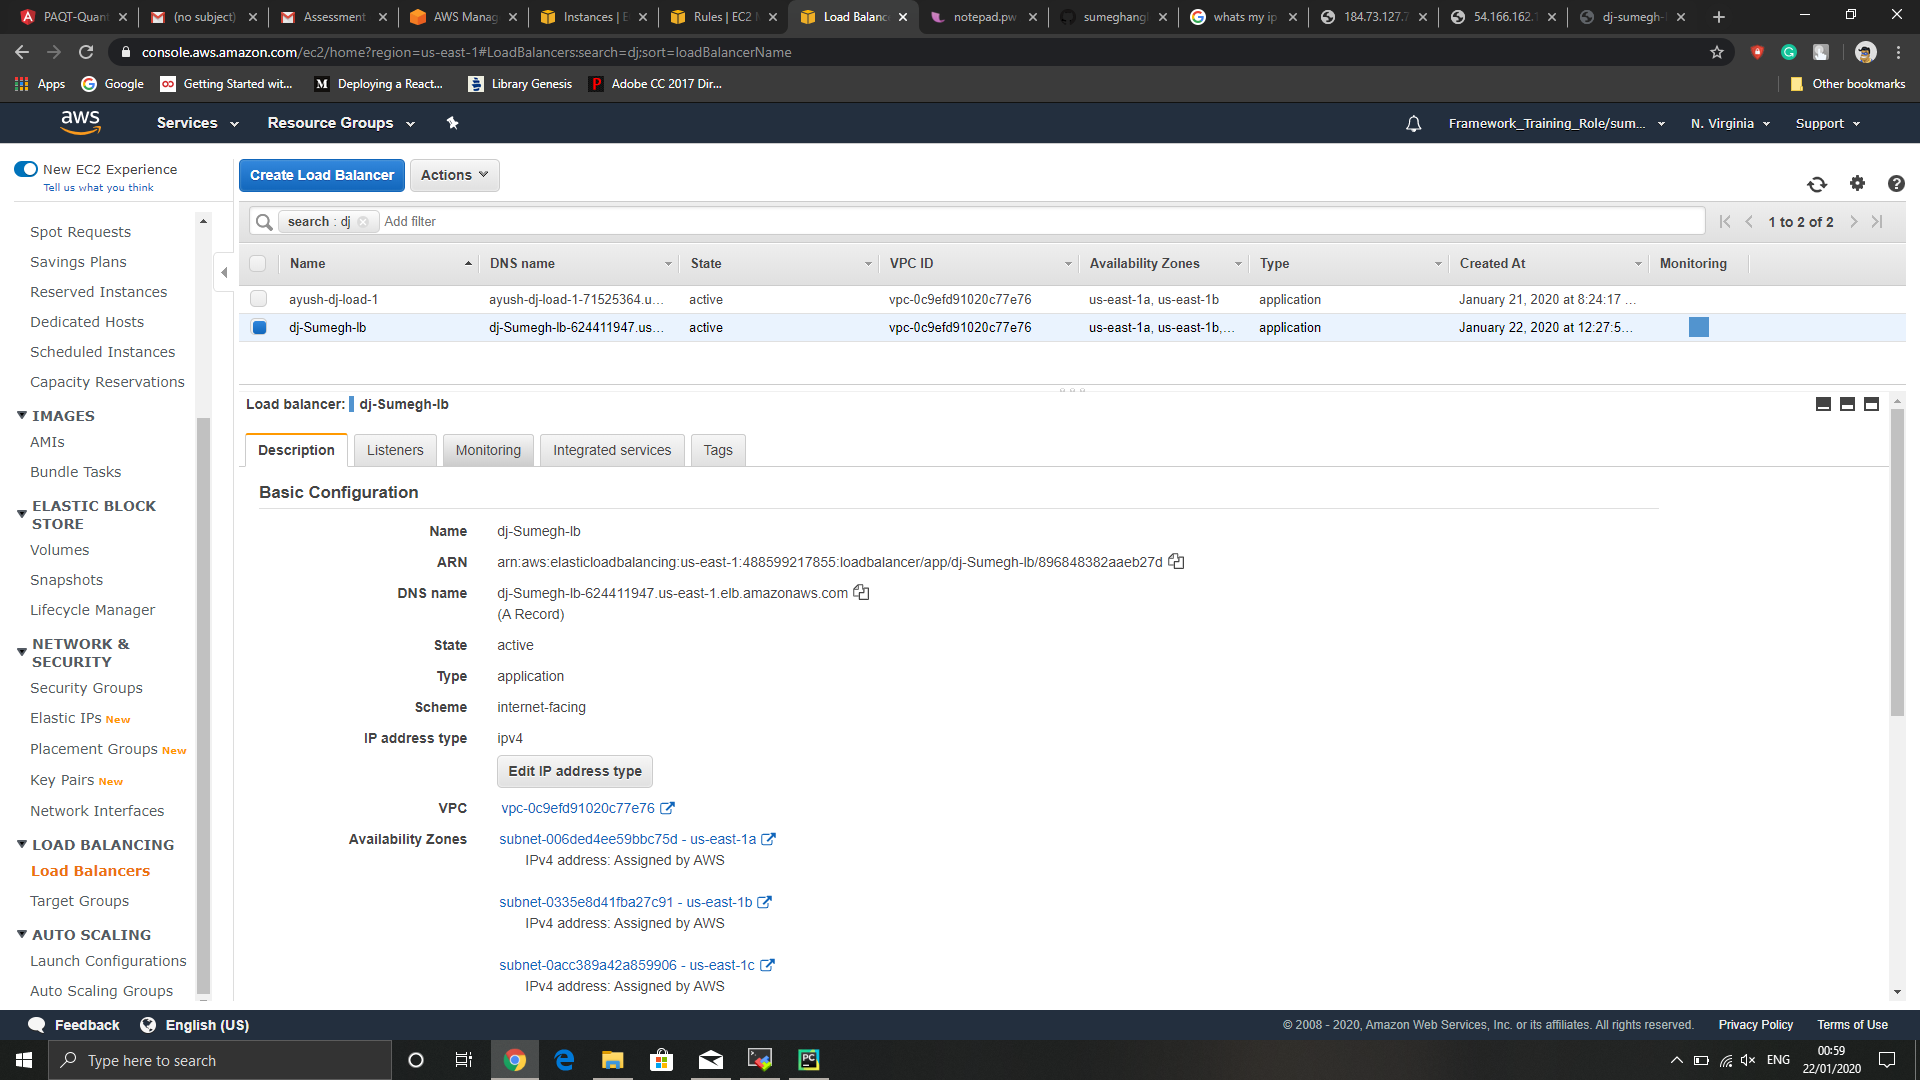 PAQT-Quant
(no subject)
Assessment
AWS Manag
Instances | E
Rules | EC2 M
Load Balanc
notepad.pw
sumeghang
whats my ip
184.73.127.7
54.166.162.1
dj-sumegh-l
console.aws.amazon.com/ec2/home?region=us-east-1#LoadBalancers:search=dj;sort=loadBalancerName
Apps
Google
Getting Started wit...
Deploying a React...
Library Genesis
Adobe CC 2017 Dir...
Other bookmarks
aws
Services
Resource Groups
Framework_Training_Role/sum...
N. Virginia
Support
New EC2 Experience
Tell us what you think
Spot Requests
Savings Plans
Reserved Instances
Dedicated Hosts
Scheduled Instances
Capacity Reservations
IMAGES
AMIs
Bundle Tasks
ELASTIC BLOCK
STORE
Volumes
Snapshots
Lifecycle Manager
NETWORK &
SECURITY
Security Groups
Elastic IPs New
Placement Groups New
Key Pairs New
Network Interfaces
LOAD BALANCING
Load Balancers
Target Groups
AUTO SCALING
Launch Configurations
Auto Scaling Groups
Create Load Balancer
Actions
search : dj
Add filter
1 to 2 of 2
Name
DNS name
State
VPC ID
Availability Zones
Type
Created At
Monitoring
ayush-dj-load-1
ayush-dj-load-1-71525364.u...
active
vpc-0c9efd91020c77e76
us-east-1a, us-east-1b
application
January 21, 2020 at 8:24:17 ...
dj-Sumegh-lb
dj-Sumegh-lb-624411947.us...
active
vpc-0c9efd91020c77e76
us-east-1a, us-east-1b,...
application
January 22, 2020 at 12:27:5...
Load balancer: dj-Sumegh-lb
Description
Listeners
Monitoring
Integrated services
Tags
Basic Configuration
Name dj-Sumegh-lb
ARN arn:aws:elasticloadbalancing:us-east-1:488599217855:loadbalancer/app/dj-Sumegh-lb/896848382aaeb27d
DNS name dj-Sumegh-lb-624411947.us-east-1.elb.amazonaws.com
(A Record)
State active
Type application
Scheme internet-facing
IP address type ipv4
Edit IP address type
VPC vpc-0c9efd91020c77e76
Availability Zones subnet-006ded4ee59bbc75d - us-east-1a
IPv4 address: Assigned by AWS
subnet-0335e8d41fba27c91 - us-east-1b
IPv4 address: Assigned by AWS
subnet-0acc389a42a859906 - us-east-1c
IPv4 address: Assigned by AWS
Feedback
English (US)
© 2008 - 2020, Amazon Web Services, Inc. or its affiliates. All rights reserved.
Privacy Policy
Terms of Use
Type here to search
ENG
00:59
22/01/2020